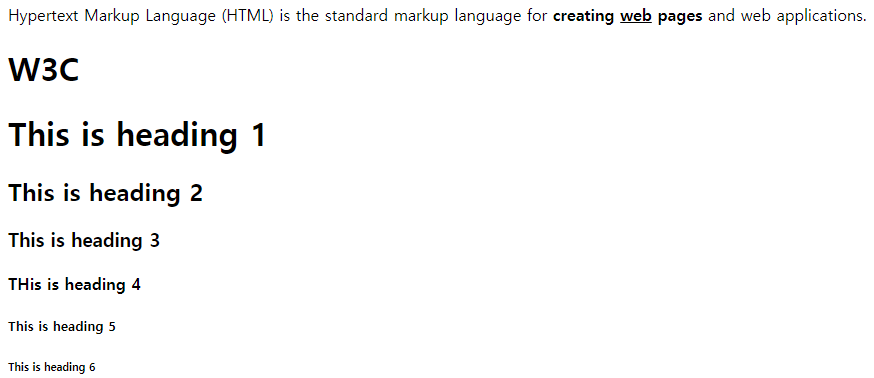 Hypertext Markup Language (HTML) is the standard markup language for creating web pages and web applications.
W3C
This is heading 1
This is heading 2
This is heading 3
THis is heading 4
This is heading 5
This is heading 6